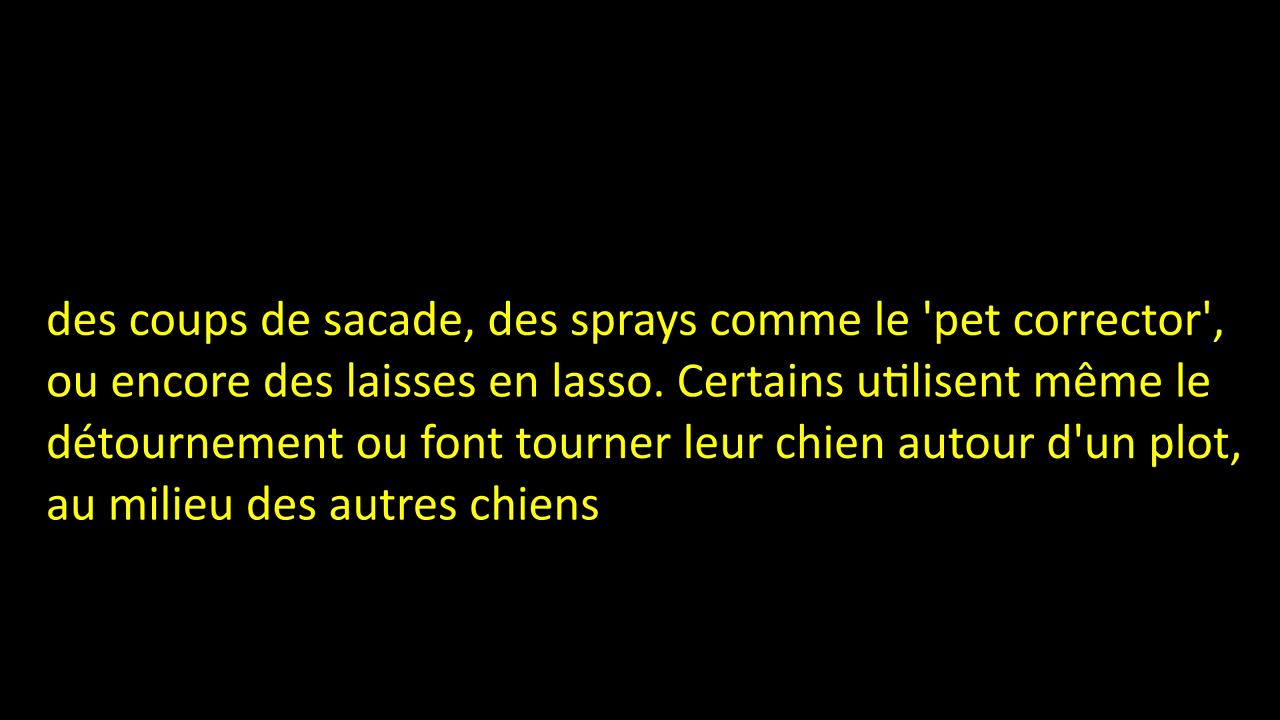 des coups de sacade, des sprays comme le 'pet corrector',
ou encore des laisses en lasso. Certains utilisent même le
détournement ou font tourner leur chien autour d'un plot,
au milieu des autres chiens